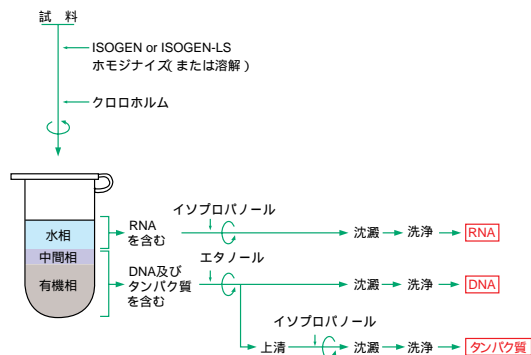 試料
ISOGEN or ISOGEN-LS
ホモジナイズ(または溶解)
クロロホルム
水相
中間相
有機相
RNA
を含む
イソプロパノール
沈澱
洗浄
RNA
DNA及び
タンパク質
を含む
エタノール
沈澱
洗浄
DNA
イソプロパノール
上清
沈澱
洗浄
タンパク質